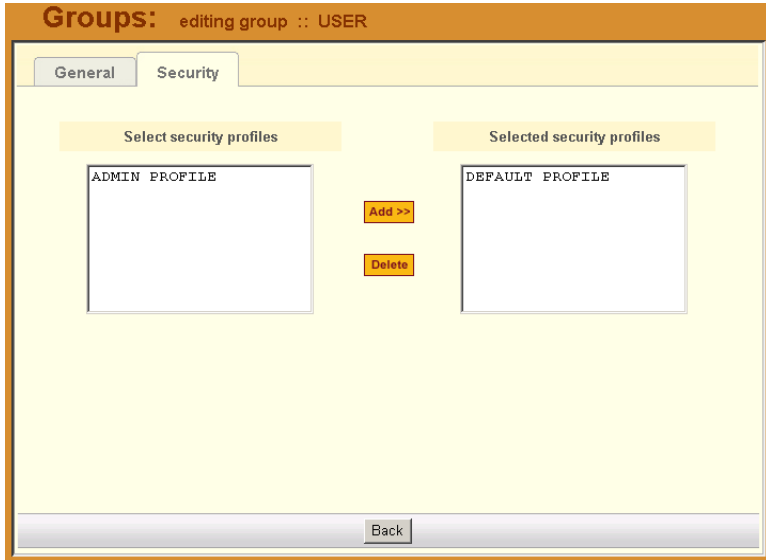 Groups: editing group :: USER
General Security
Select security profiles Selected security profiles
ADMIN PROFILE DEFAULT PROFILE
Add >>
Delete
Back